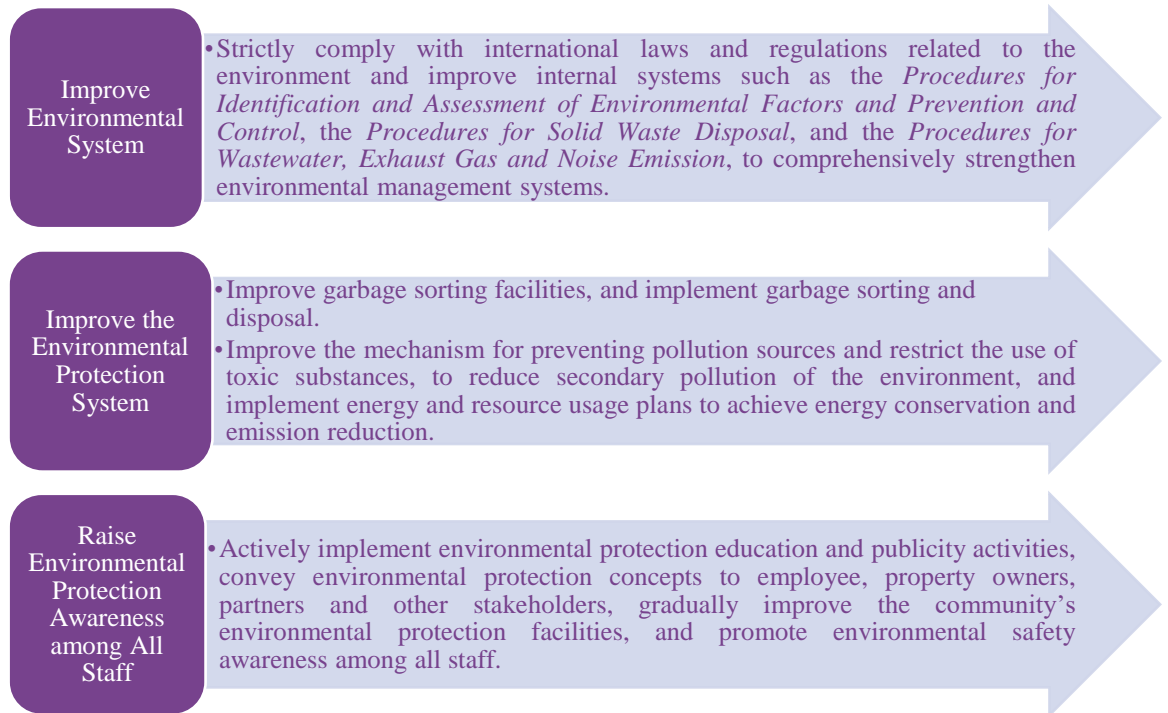 Improve
Environmental
System
•Strictly comply with international laws and regulations related to the
environment and improve internal systems such as the Procedures for
Identification and Assessment of Environmental Factors and Prevention and
Control, the Procedures for Solid Waste Disposal, and the Procedures for
Wastewater, Exhaust Gas and Noise Emission, to comprehensively strengthen
environmental management systems.
Improve the
Environmental
Protection
System
•Improve garbage sorting facilities, and implement garbage sorting and
disposal.
•Improve the mechanism for preventing pollution sources and restrict the use of
toxic substances, to reduce secondary pollution of the environment, and
implement energy and resource usage plans to achieve energy conservation and
emission reduction.
Raise
Environmental
Protection
Awareness
among All
Staff
•Actively implement environmental protection education and publicity activities,
convey environmental protection concepts to employee, property owners,
partners and other stakeholders, gradually improve the community’s
environmental protection facilities, and promote environmental safety
awareness among all staff.